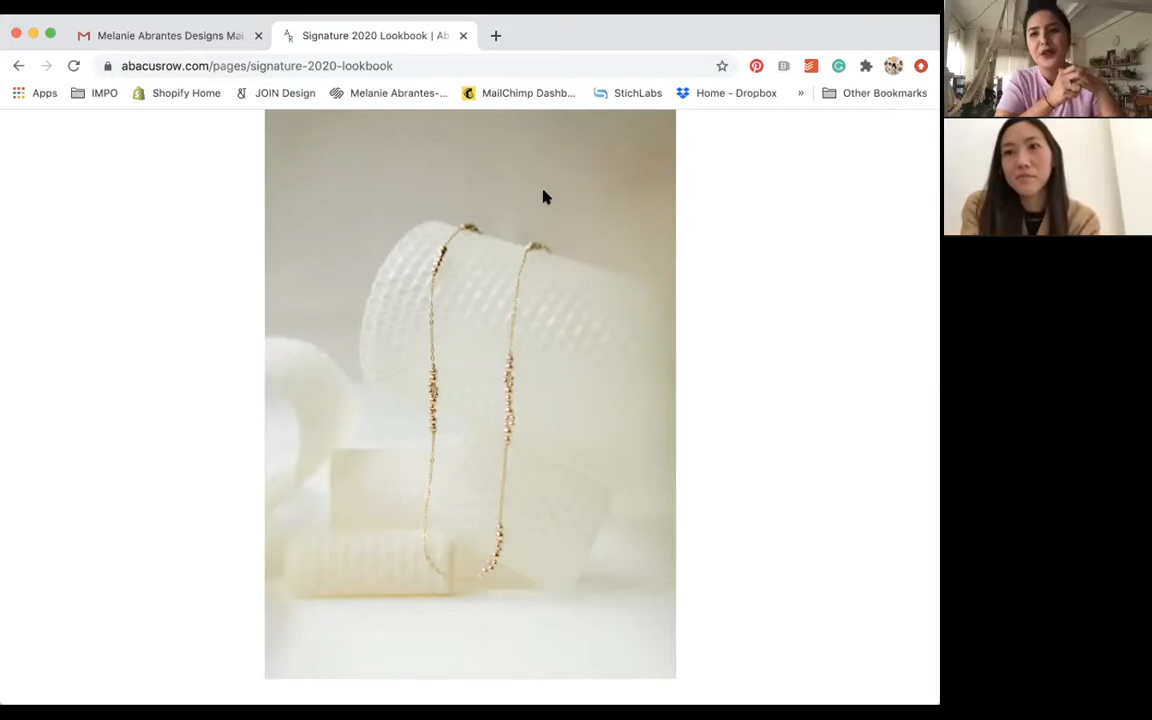 Melanie Abrantes Designs Mai
Signature 2020 Lookbook | Ab
abacusrow.com/pages/signature-2020-lookbook
Apps
IMPO
Shopify Home
JOIN Design
Melanie Abrantes-...
MailChimp Dashb...
StichLabs
Home - Dropbox
»
Other Bookmarks